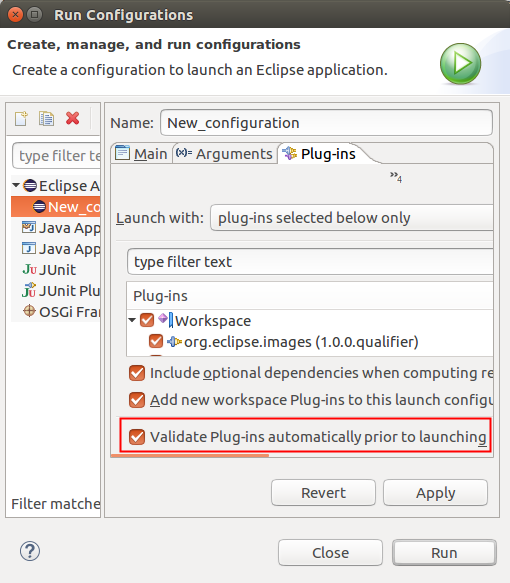 Run Configurations
Create, manage, and run configurations
Create a configuration to launch an Eclipse application.
type filter te
Eclipse A
New_co
Java App
Java App
JUnit
JUnit Plu
OSGi Fra
Filter matche
Name: New_configuration
Main (x)= Arguments Plug-ins
»4
Launch with: plug-ins selected below only
type filter text
Plug-ins
Workspace
org.eclipse.images (1.0.0.qualifier)
Include optional dependencies when computing re
Add new workspace Plug-ins to this launch configu
Validate Plug-ins automatically prior to launching
Revert Apply
? Close Run